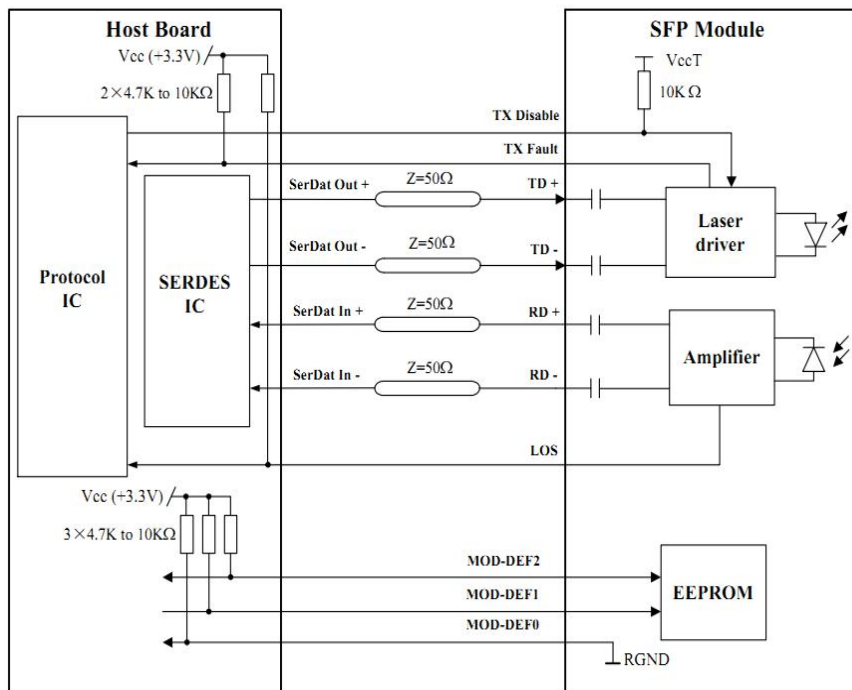 Host Board
SFP Module
Vcc (+3.3V)
VccT
2×4.7K to 10KΩ
10KΩ
TX Disable
TX Fault
SerDat Out +
Z=50Ω
TD +
Laser
driver
SerDat Out -
Z=50Ω
TD -
Protocol
IC
SERDES
IC
SerDat In +
Z=50Ω
RD +
Amplifier
SerDat In -
Z=50Ω
RD -
LOS
Vcc (+3.3V)
3×4.7K to 10KΩ
MOD-DEF2
EEPROM
MOD-DEF1
MOD-DEF0
RGND